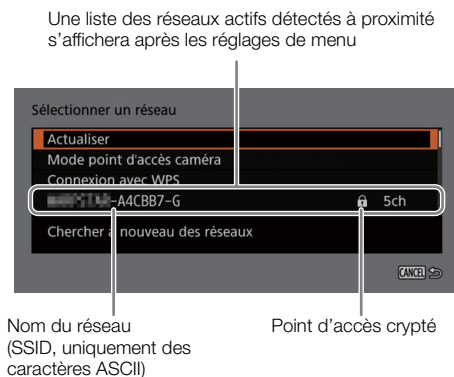 Une liste des réseaux actifs détectés à proximité
s'affichera après les réglages de menu
Sélectionner un réseau
Actualiser
Mode point d'accès caméra
Connexion avec WPS
-A4CBB7-G 5ch
Chercher à nouveau des réseaux
CANCEL
Nom du réseau
(SSID, uniquement des
caractères ASCII)
Point d'accès crypté